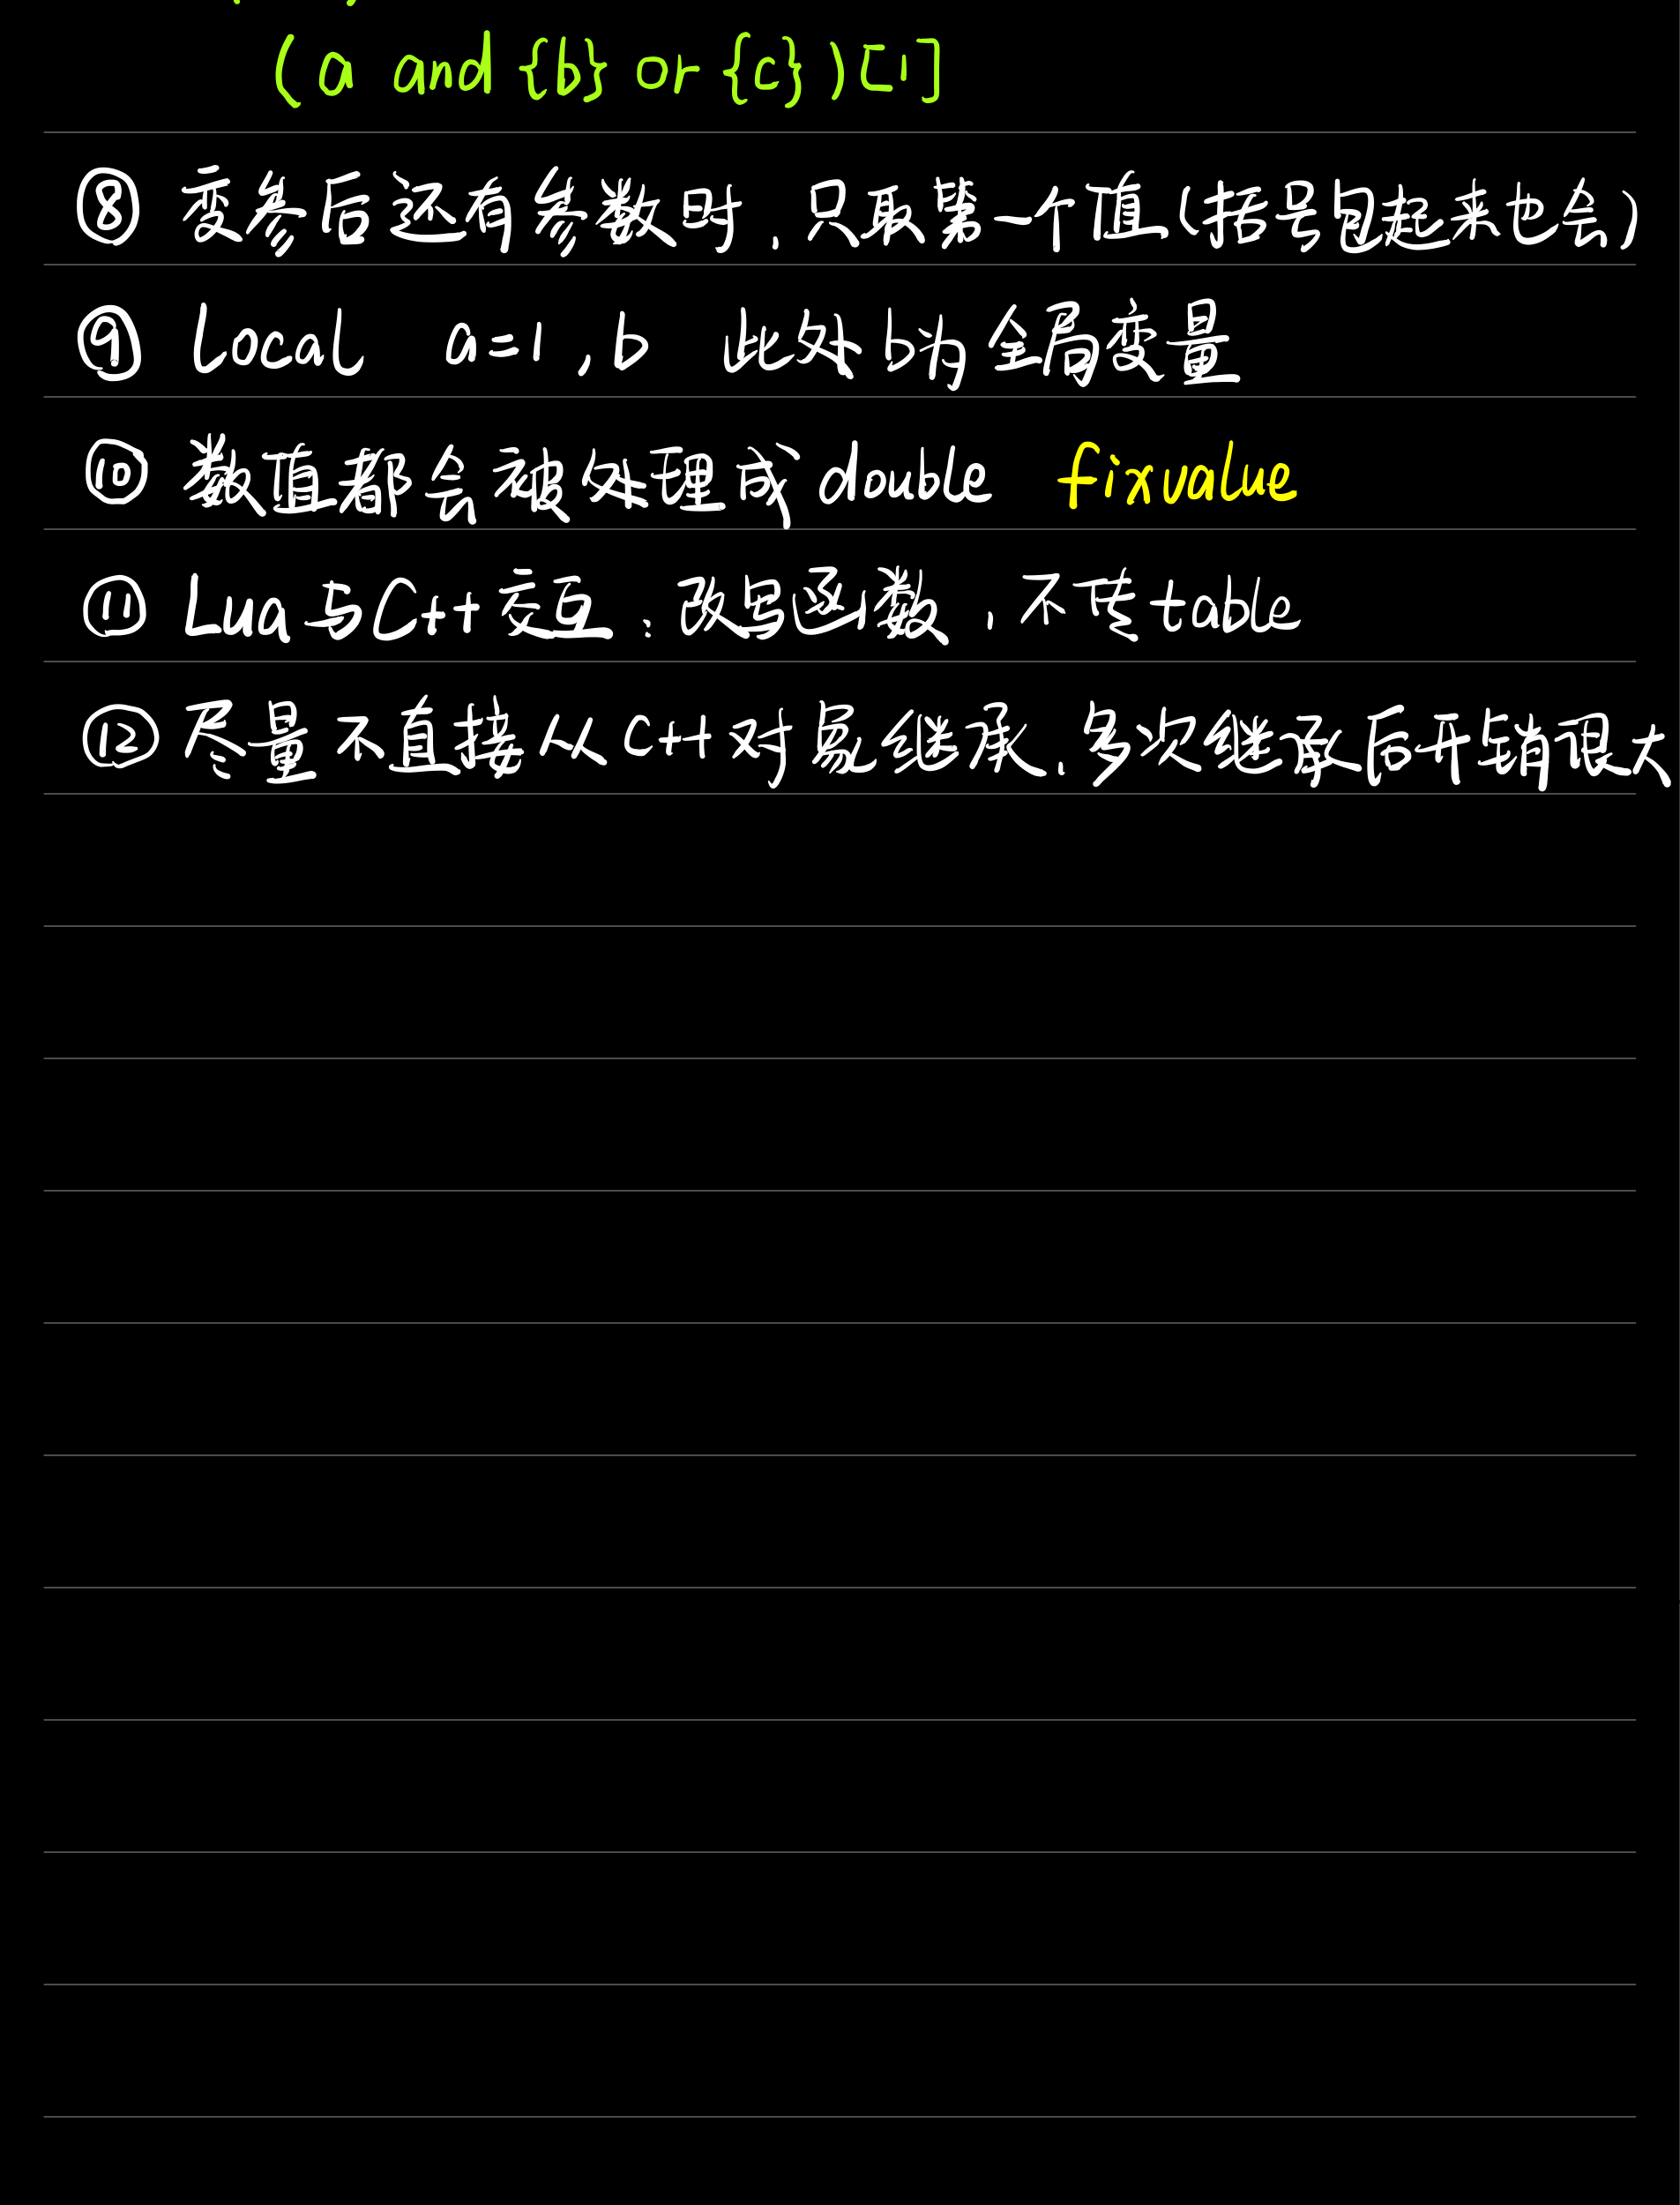 (a and {b} or {c})[1]
⑧ 变参后还有参数时,只取第一个值(括号包起来也会)
⑨ local a=1,b 此处b为全局变量
⑩ 数值都会被处理成double fixvalue
⑪ Lua与C++交互:改写函数,不传table
⑫ 尽量不直接从C++对象继承,多次继承后开销很大